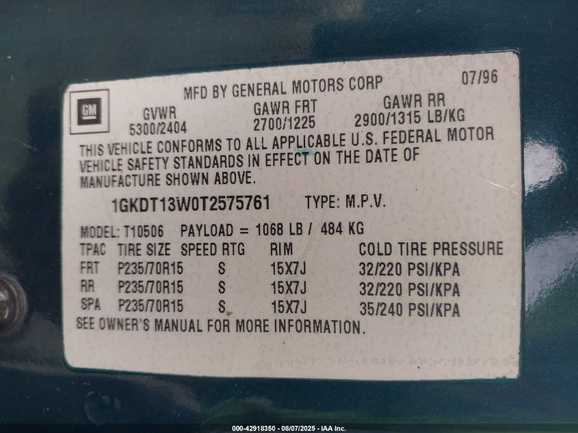 MFD BY GENERAL MOTORS CORP 07/96
GM
GVWR GAWR FRT GAWR RR
5300/2404 2700/1225 2900/1315 LB/KG
THIS VEHICLE CONFORMS TO ALL APPLICABLE U.S. FEDERAL MOTOR
VEHICLE SAFETY STANDARDS IN EFFECT ON THE DATE OF
MANUFACTURE SHOWN ABOVE.
1GKDT13W0T2575761 TYPE: M.P.V.
MODEL: T10506 PAYLOAD = 1068 LB / 484 KG
TPAC TIRE SIZE SPEED RTG RIM COLD TIRE PRESSURE
FRT P235/70R15 S 15X7J 32/220 PSI/KPA
RR P235/70R15 S 15X7J 32/220 PSI/KPA
SPA P235/70R15 S 15X7J 35/240 PSI/KPA
SEE OWNER'S MANUAL FOR MORE INFORMATION.
000-42918350 - 08/07/2025 - IAA Inc.